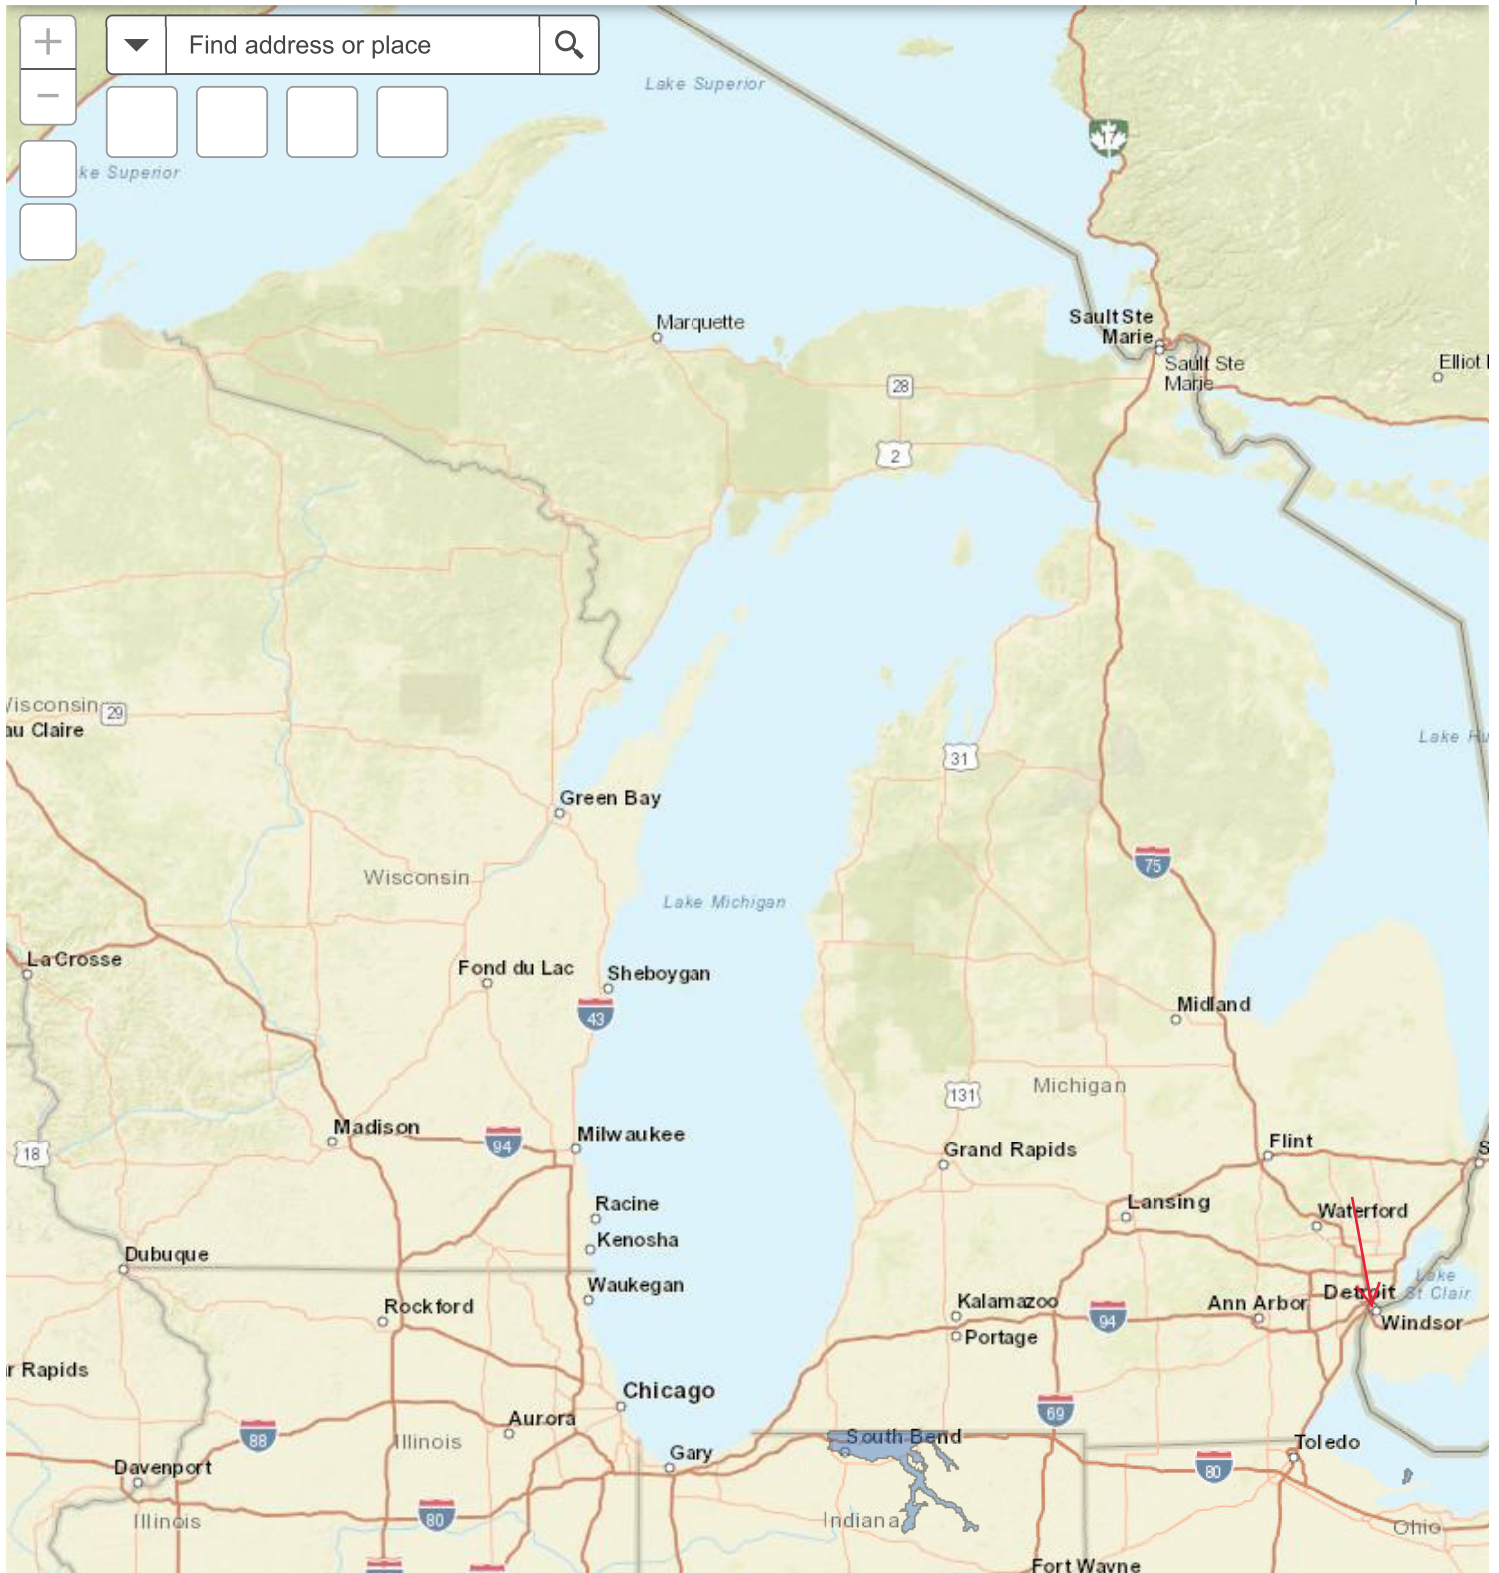 Find address or place
Lake Superior
17
ke Superior
Marquette
Sault Ste
Marie
Sault Ste
Marie
Elliot
28
2
Wisconsin
29
au Claire
31
Lake Hu
Green Bay
75
Wisconsin
Lake Michigan
La Crosse
Fond du Lac
Sheboygan
43
Midland
Michigan
131
Madison
94
Milwaukee
18
Grand Rapids
Flint
S
Racine
Lansing
Waterford
Kenosha
Dubuque
Waukegan
Lake
St Clair
Rockford
Kalamazoo
94
Ann Arbor
Detroit
Windsor
Portage
r Rapids
Chicago
69
Aurora
88
Illinois
South Bend
Gary
Toledo
Davenport
80
80
Illinois
Indiana
Ohio
Fort Wayne